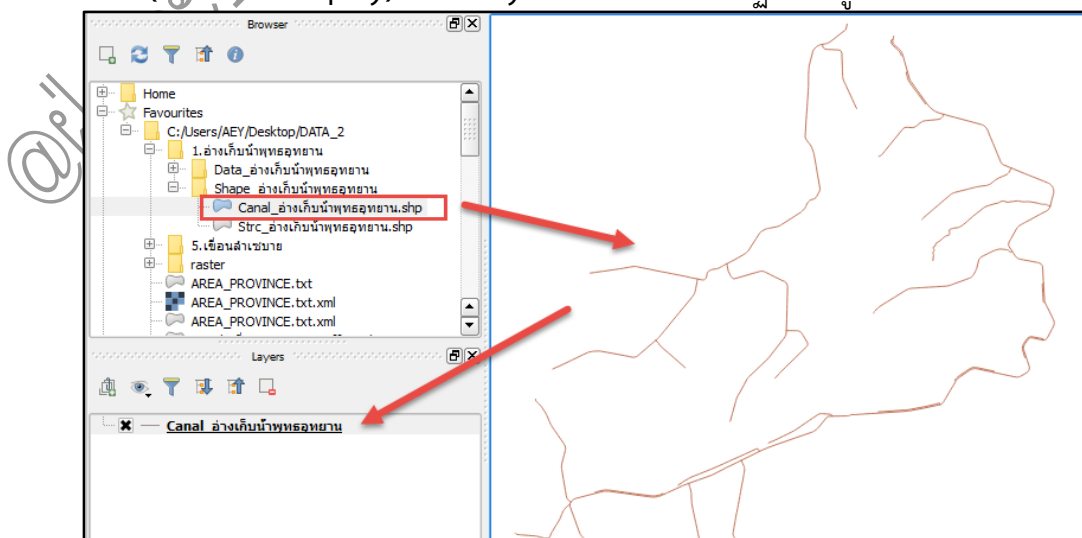 Browser
Home
Favourites
C:/Users/AEY/Desktop/DATA_2
1.อ่างเก็บน้ำพุทธอุทยาน
Data_อ่างเก็บน้ำพุทธอุทยาน
Shape_อ่างเก็บน้ำพุทธอุทยาน
Canal_อ่างเก็บน้ำพุทธอุทยาน.shp
Strc_อ่างเก็บน้ำพุทธอุทยาน.shp
5.เขื่อนลำเซบาย
raster
AREA_PROVINCE.txt
AREA_PROVINCE.txt.xml
AREA_PROVINCE.txt.xml
Layers
Canal_อ่างเก็บน้ำพุทธอุทยาน